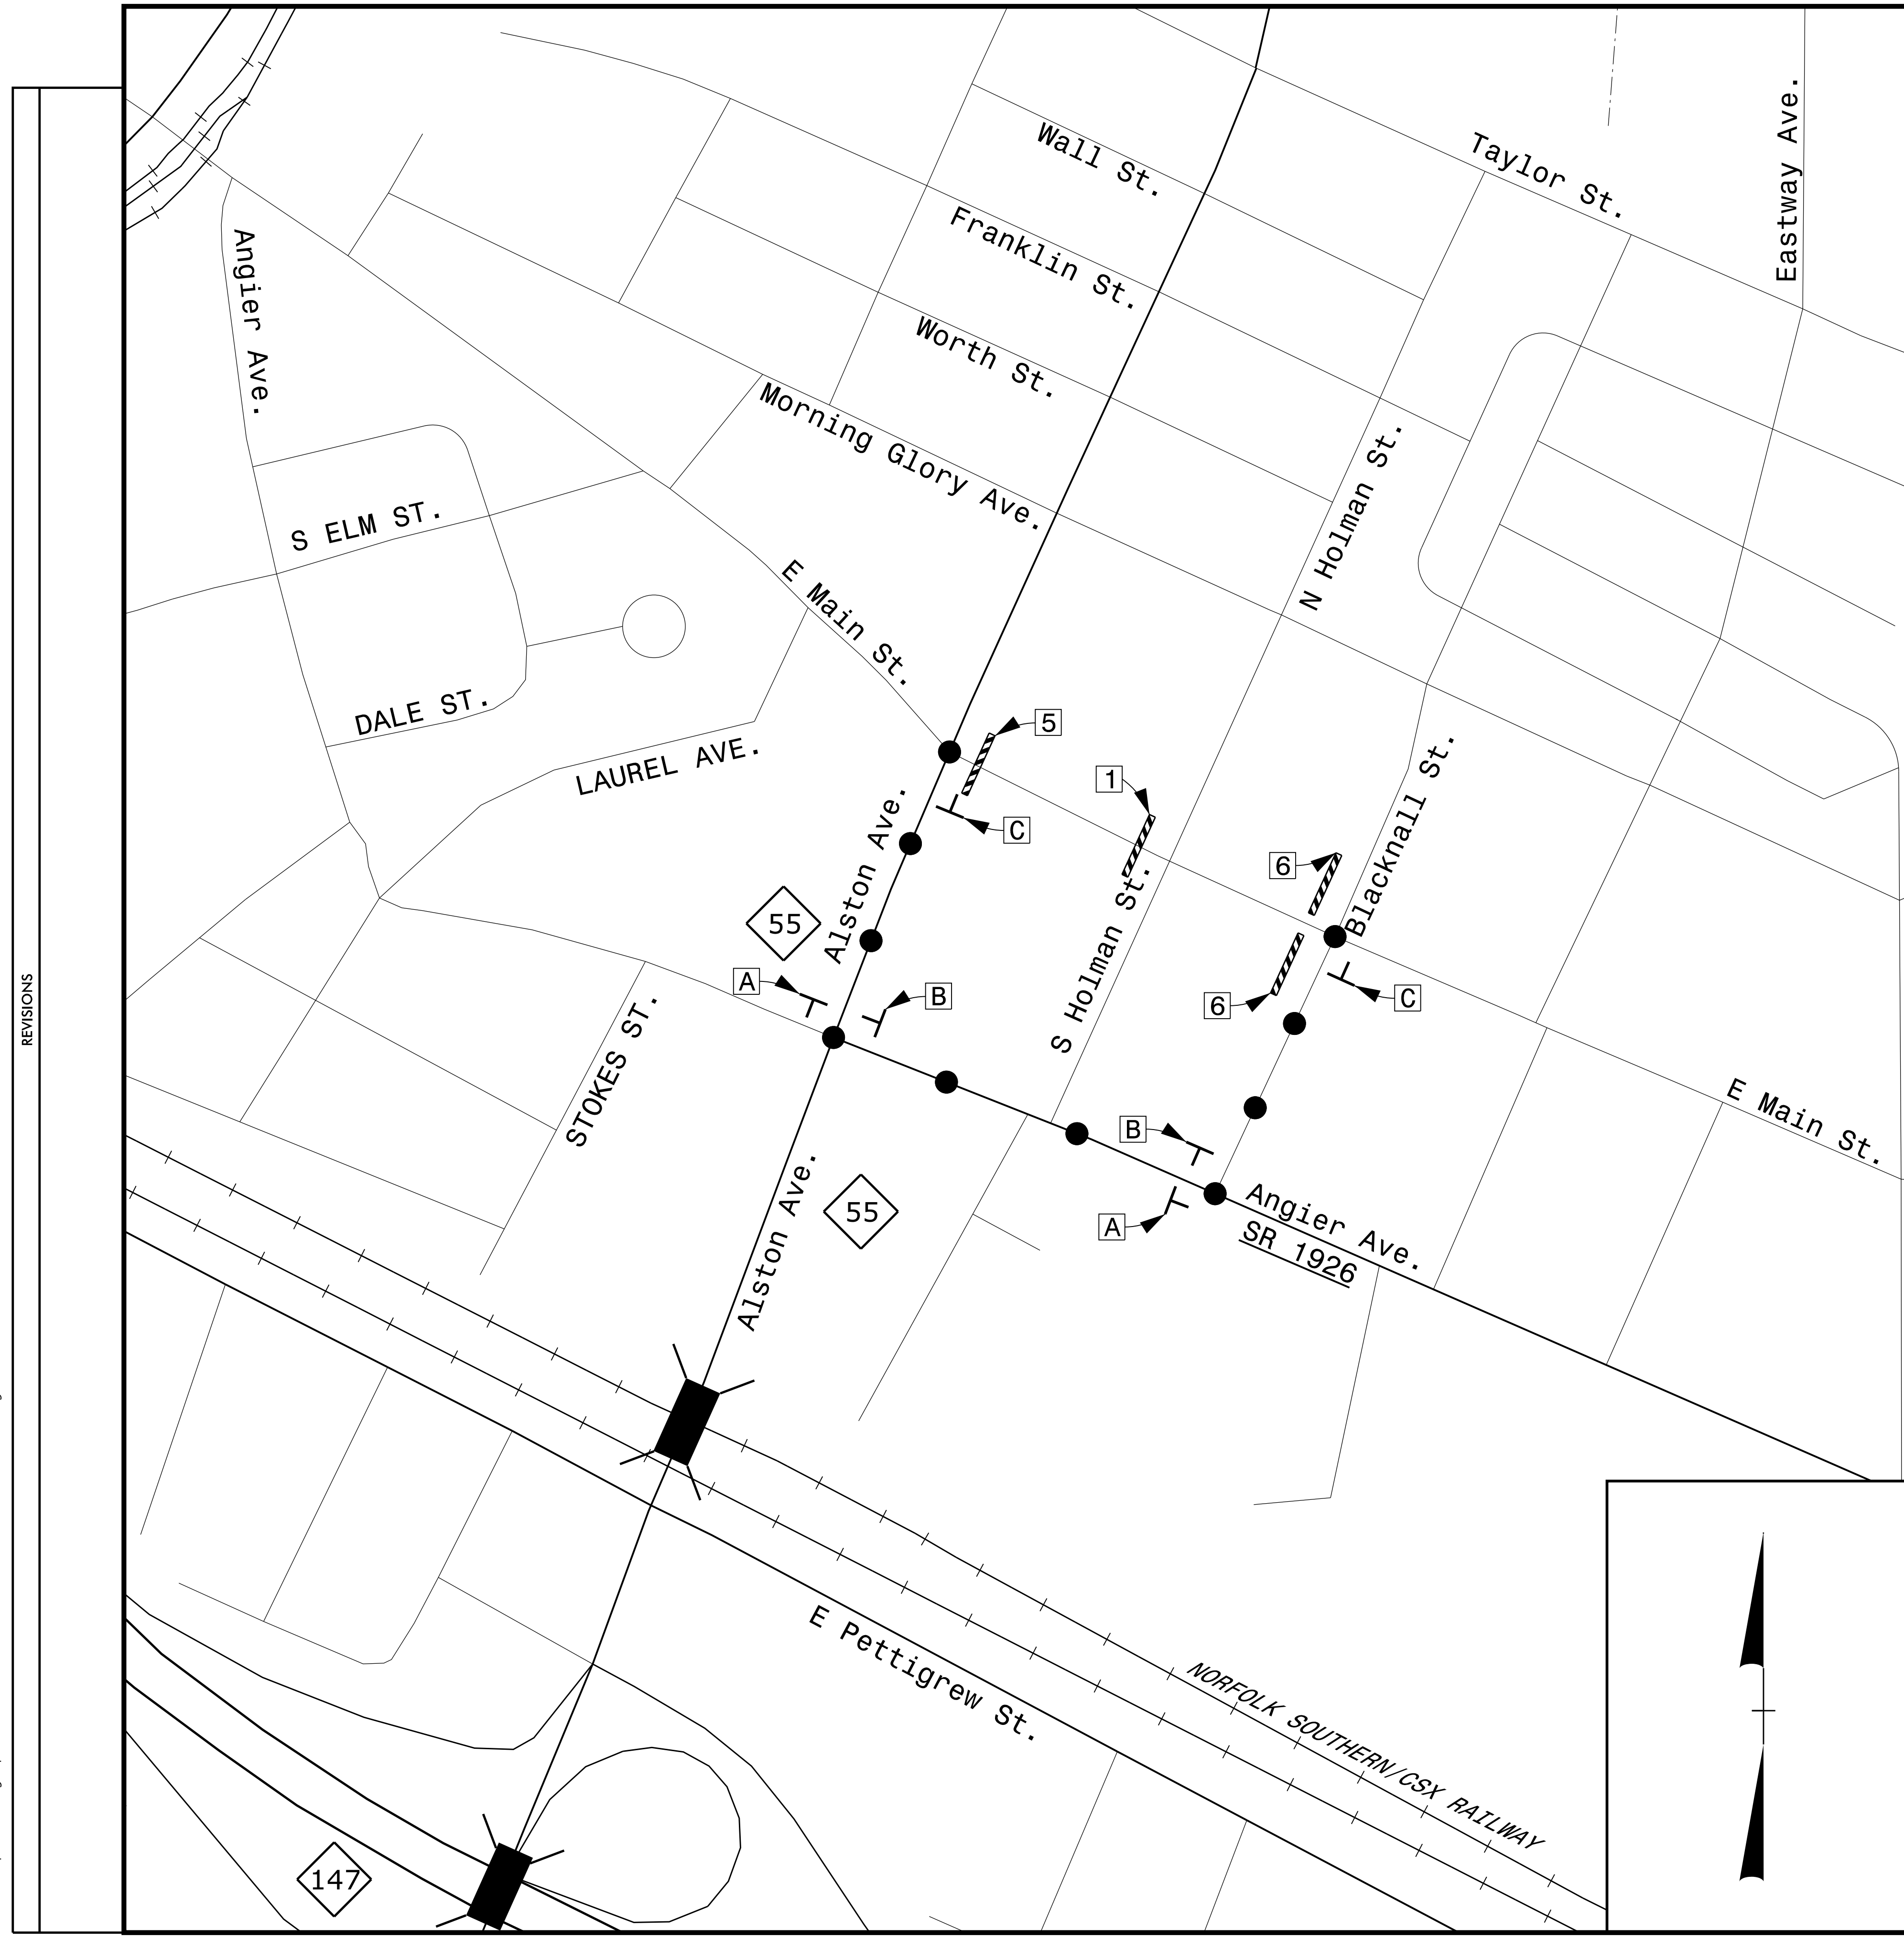 Wall St.
Taylor St.
Eastway Ave.
Franklin St.
Angier Ave.
Worth St.
Morning Glory Ave.
N Holman St.
S ELM ST.
E Main St.
DALE ST.
LAUREL AVE.
5
1
C
6
Blacknall St.
Alston Ave.
55
S Holman St.
A
B
6
C
REVISIONS
STOKES ST.
E Main St.
B
Alston Ave.
55
A
Angier Ave.
SR 1926
E Pettigrew St.
NORFOLK SOUTHERN/CSX RAILWAY
147